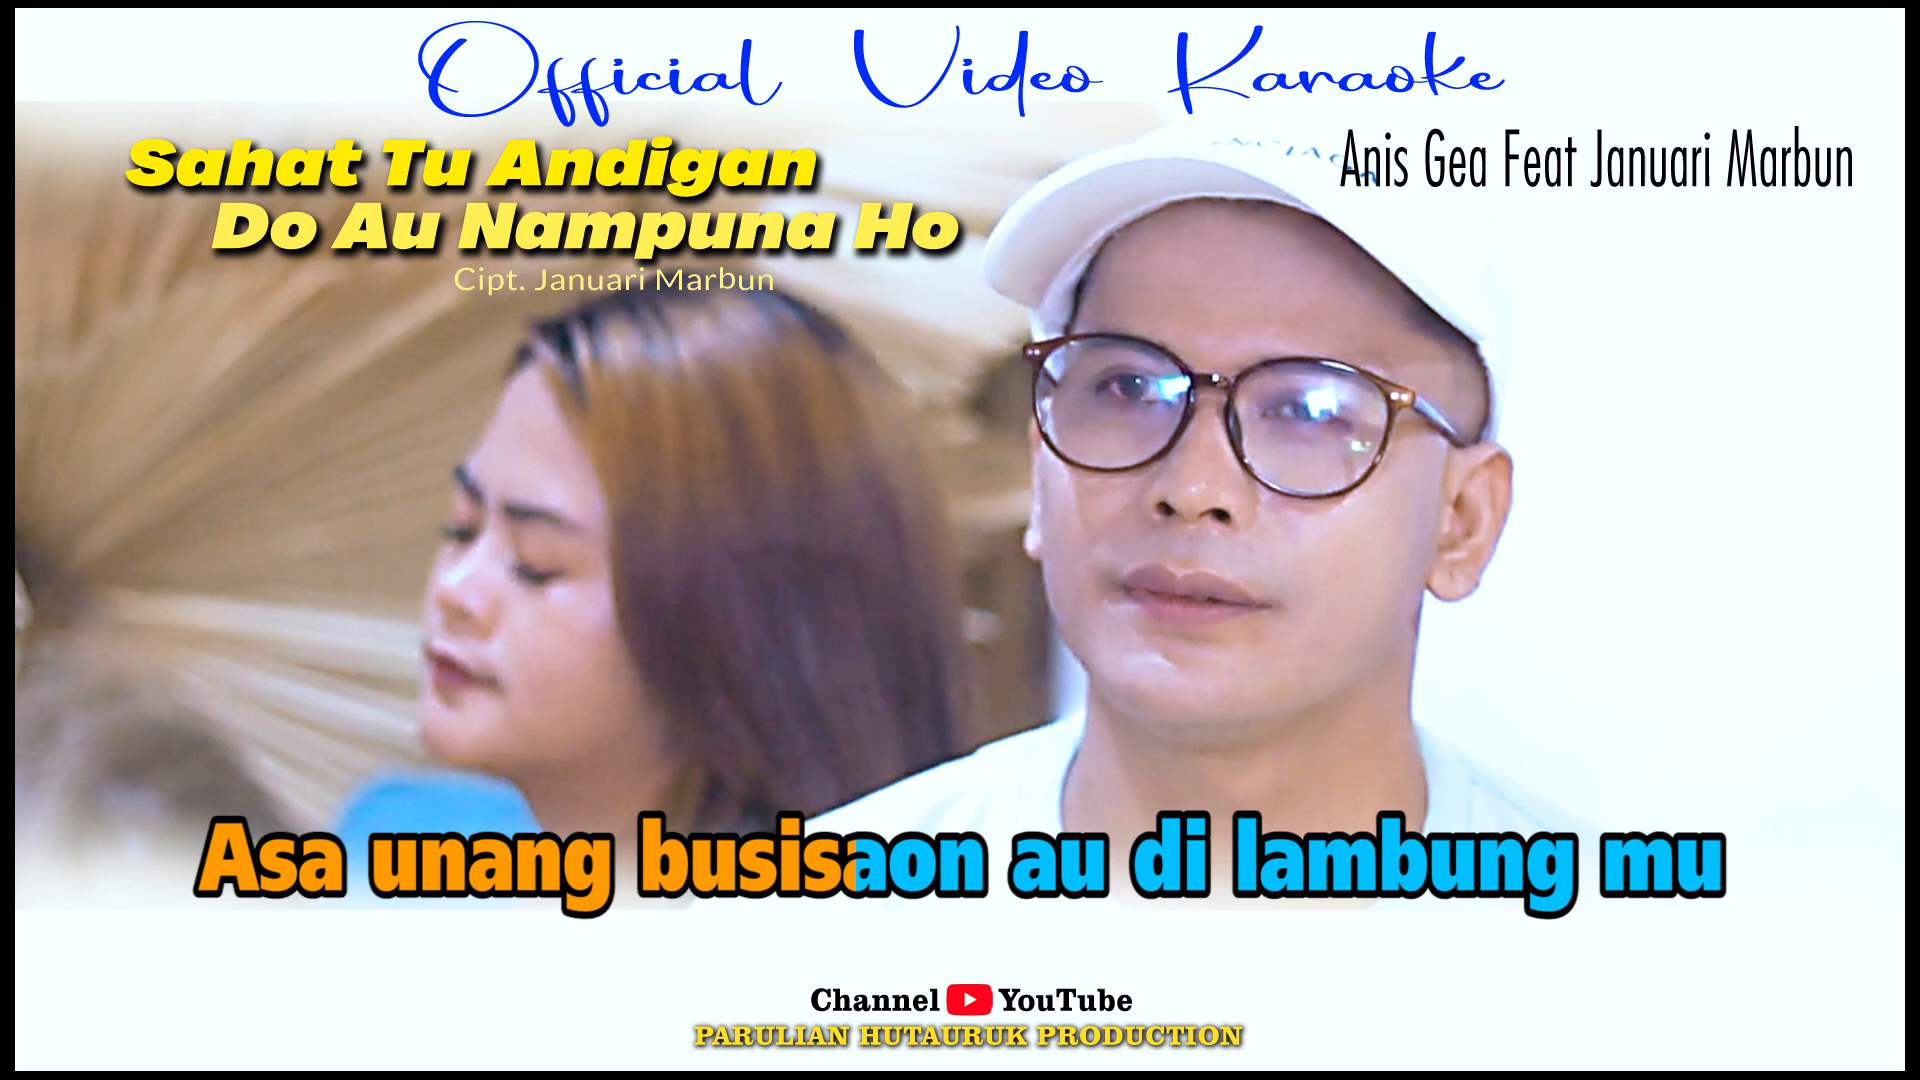 Official Video Karaoke
Sahat Tu Andigan
Do Au Nampuna Ho
Cipt. Januari Marbun
Anis Gea Feat Januari Marbun
Asa unang busisaon au di lambung mu
Channel YouTube
PARULIAN HUTAURUK PRODUCTION